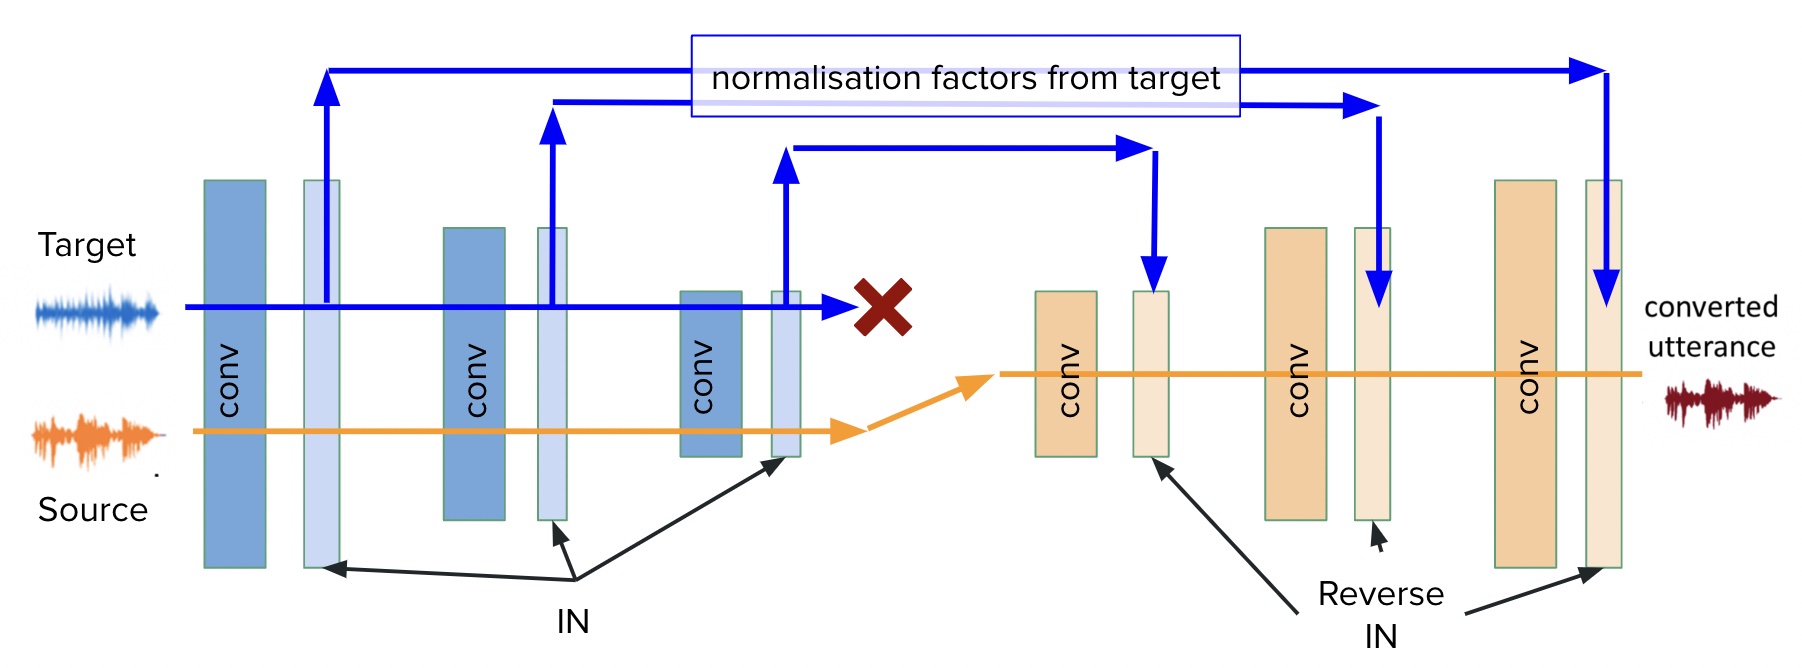 normalisation factors from target
Target
Source
conv
conv
conv
conv
conv
conv
IN
Reverse
IN
converted
utterance